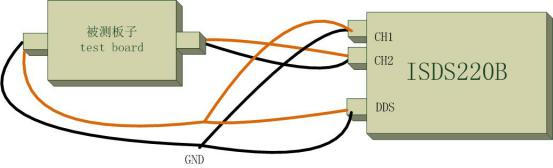 被测板子
test board
CH1
CH2
ISDS220B
DDS
GND